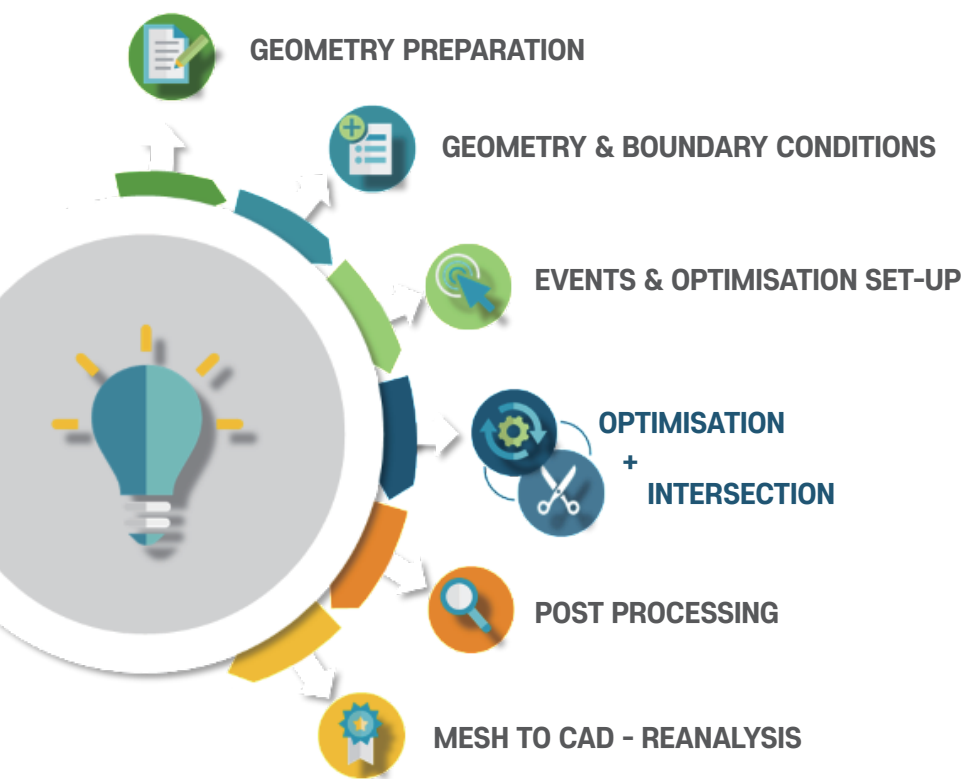 GEOMETRY PREPARATION
GEOMETRY & BOUNDARY CONDITIONS
EVENTS & OPTIMISATION SET-UP
OPTIMISATION
+
INTERSECTION
POST PROCESSING
MESH TO CAD - REANALYSIS